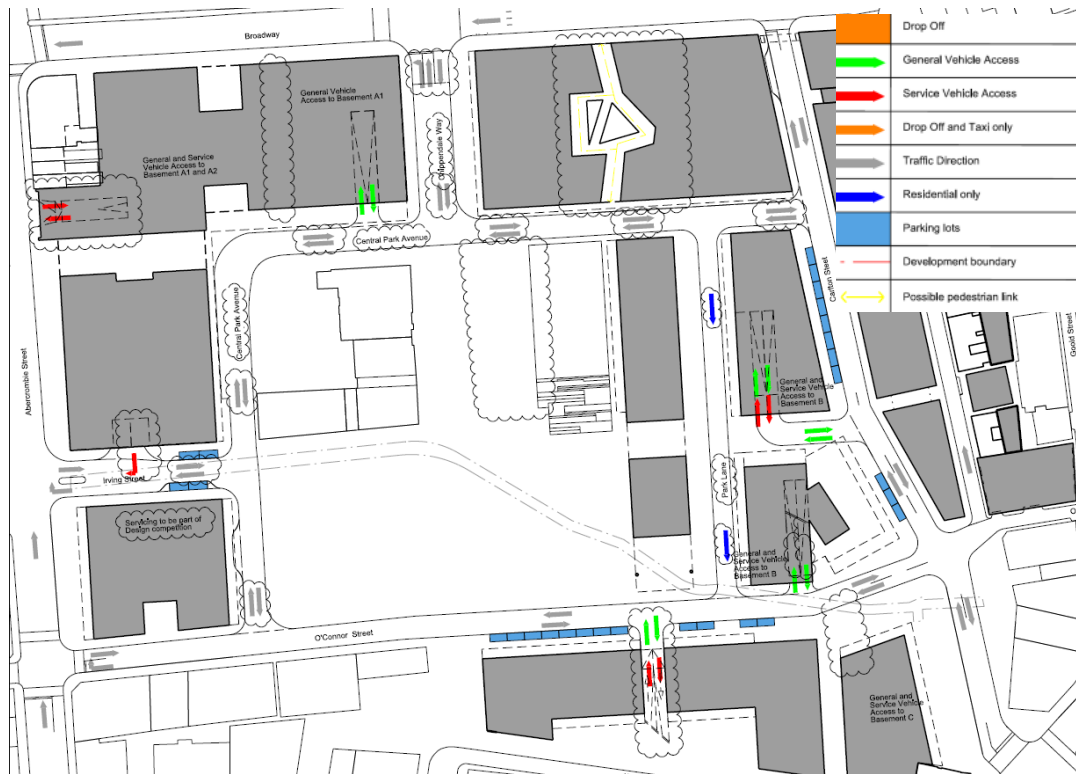 Broadway
Drop Off
General Vehicle Access
Service Vehicle Access
Drop Off and Taxi only
Traffic Direction
Residential only
Parking lots
Development boundary
Possible pedestrian link
General Vehicle
Access to Basement A1
Chippendale Way
General and Service
Vehicle Access to
Basement A1 and A2
Central Park Avenue
Central Park Avenue
Carlton Street
Goold Street
Abercrombie Street
General and
Service Vehicle
Access to
Basement B
Park Lane
Irving Street
Servicing to be part of
Design competition
General and
Service Vehicle
Access to
Basement B
O'Connor Street
General and
Service Vehicle
Access to
Basement C